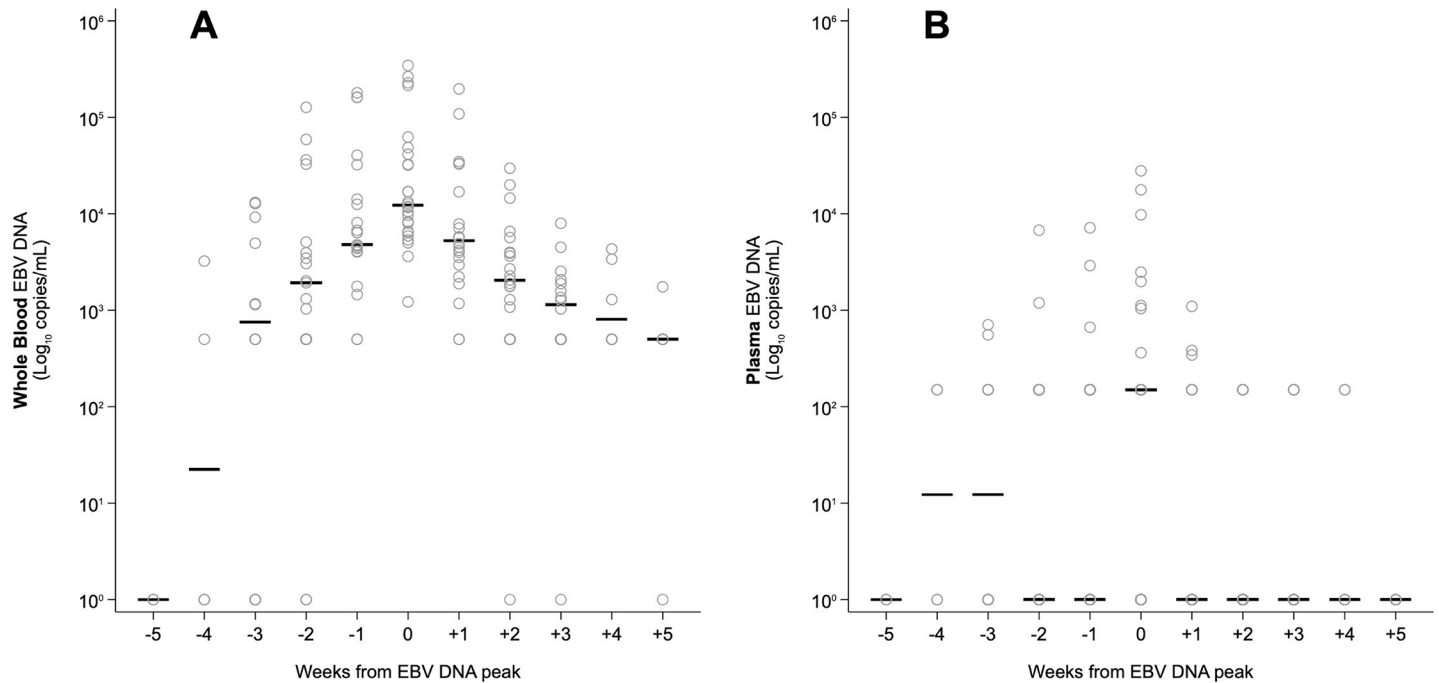 A
10⁶
10⁵
10⁴
10³
10²
10¹
10⁰
Whole Blood EBV DNA
(Log₁₀ copies/mL)
-5 -4 -3 -2 -1 0 +1 +2 +3 +4 +5
Weeks from EBV DNA peak
B
10⁶
10⁵
10⁴
10³
10²
10¹
10⁰
Plasma EBV DNA
(Log₁₀ copies/mL)
-5 -4 -3 -2 -1 0 +1 +2 +3 +4 +5
Weeks from EBV DNA peak